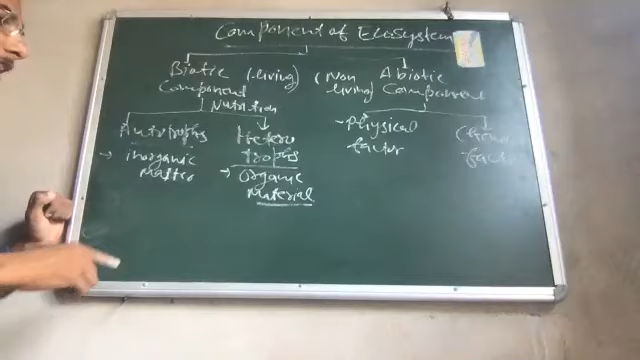 Component of Ecosystem
Biotic (living)
Component
(Non living) Abiotic
Component
Nutrition
Autotrophs
→ inorganic
matter
Hetero
trophs
→ Organic
Material
- Physical
factor
factor